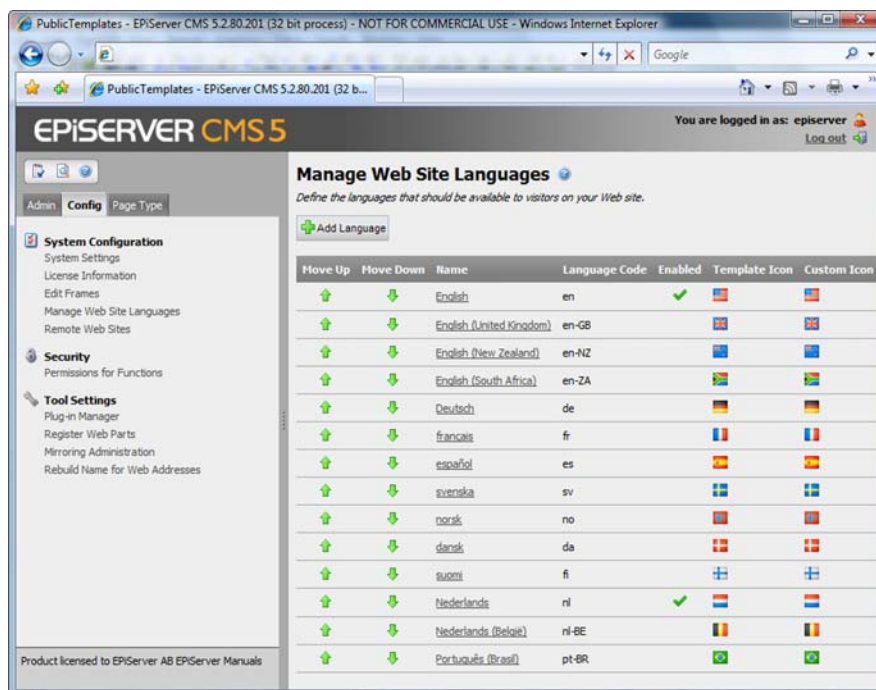 PublicTemplates - EPiServer CMS 5.2.80.201 (32 bit process) - NOT FOR COMMERCIAL USE - Windows Internet Explorer
Google
PublicTemplates - EPiServer CMS 5.2.80.201 (32 b...
EPiSERVER CMS 5
You are logged in as: episerver
Log out
Admin Config Page Type
System Configuration
System Settings
License Information
Edit Frames
Manage Web Site Languages
Remote Web Sites
Security
Permissions for Functions
Tool Settings
Plug-in Manager
Register Web Parts
Mirroring Administration
Rebuild Name for Web Addresses
Product licensed to EPiServer AB EPiServer Manuals
Manage Web Site Languages
Define the languages that should be available to visitors on your Web site.
Add Language
Move Up Move Down Name Language Code Enabled Template Icon Custom Icon
English en
English (United Kingdom) en-GB
English (New Zealand) en-NZ
English (South Africa) en-ZA
Deutsch de
français fr
español es
svenska sv
norsk no
dansk da
suomi fi
Nederlands nl
Nederlands (België) nl-BE
Português (Brasil) pt-BR